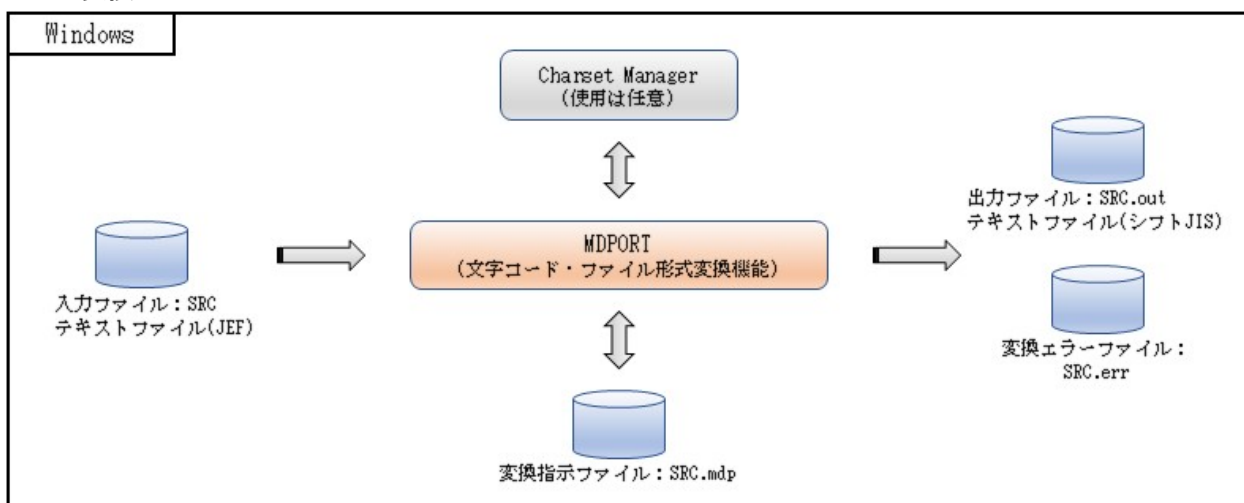 Windows
Charset Manager
(使用は任意)
入力ファイル：SRC
テキストファイル(JEF)
MDPORT
(文字コード・ファイル形式変換機能)
出力ファイル：SRC.out
テキストファイル(シフトJIS)
変換エラーファイル：
SRC.err
変換指示ファイル：SRC.mdp